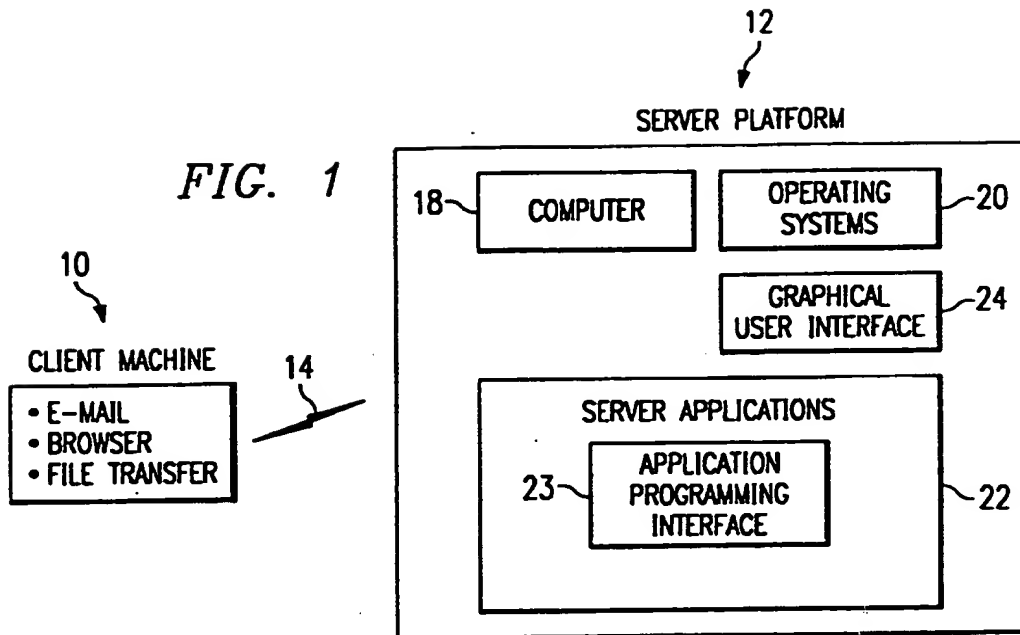 12
SERVER PLATFORM
FIG. 1
18
COMPUTER
OPERATING
SYSTEMS
20
10
GRAPHICAL
USER INTERFACE
24
CLIENT MACHINE
14
• E-MAIL
• BROWSER
• FILE TRANSFER
SERVER APPLICATIONS
23
APPLICATION
PROGRAMMING
INTERFACE
22